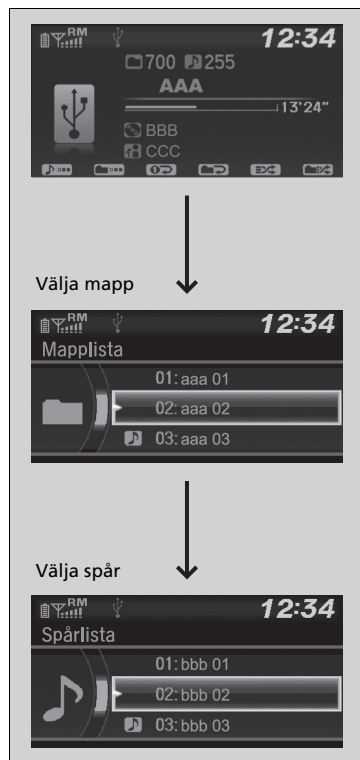 RM 12:34
700 255
AAA
13'24"
BBB
CCC
Välja mapp
RM 12:34
Mapplista
01: aaa 01
02: aaa 02
03: aaa 03
Välja spår
RM 12:34
Spårlista
01: bbb 01
02: bbb 02
03: bbb 03